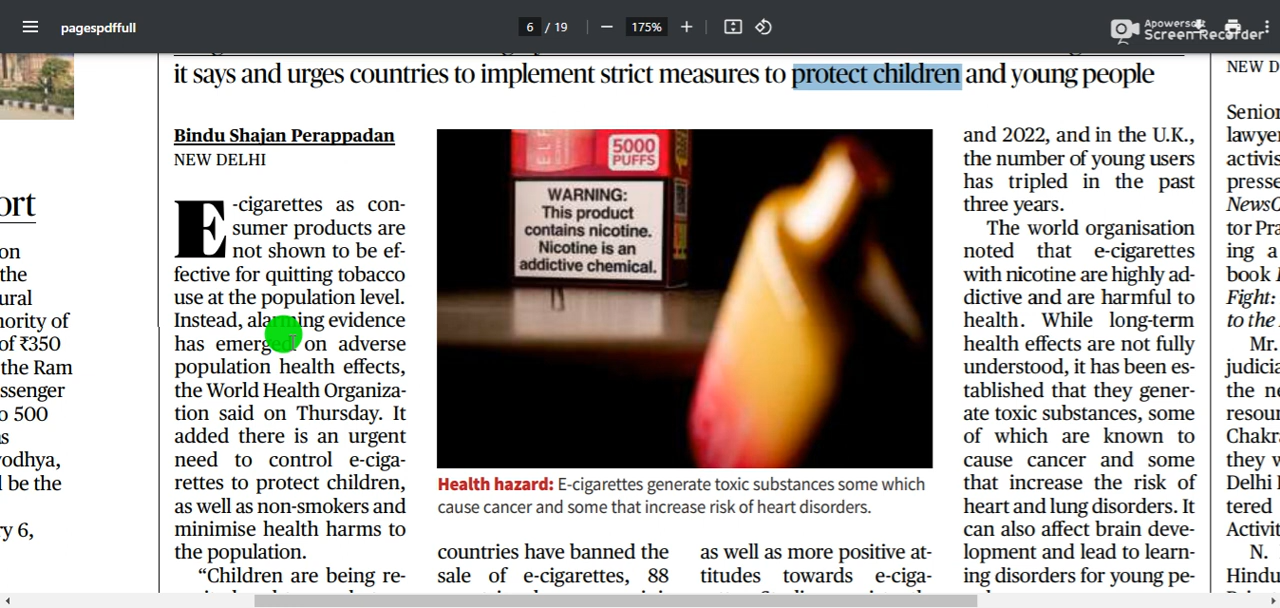 pagespdffull
6 / 19
175%
Apowersoft
Screen Recorder
it says and urges countries to implement strict measures to protect children and young people
ort
on
the
ural
hority of
of ₹350
the Ram
ssenger
o 500
as
yodhya,
l be the
ry 6,
Bindu Shajan Perappadan
NEW DELHI
E-cigarettes as con-
sumer products are
not shown to be ef-
fective for quitting tobacco
use at the population level.
Instead, alarming evidence
has emerged on adverse
population health effects,
the World Health Organiza-
tion said on Thursday. It
added there is an urgent
need to control e-ciga-
rettes to protect children,
as well as non-smokers and
minimise health harms to
the population.
“Children are being re-
5000
PUFFS
WARNING:
This product
contains nicotine.
Nicotine is an
addictive chemical.
Health hazard: E-cigarettes generate toxic substances some which
cause cancer and some that increase risk of heart disorders.
countries have banned the
sale of e-cigarettes, 88
as well as more positive at-
titudes towards e-ciga-
and 2022, and in the U.K.,
the number of young users
has tripled in the past
three years.
The world organisation
noted that e-cigarettes
with nicotine are highly ad-
dictive and are harmful to
health. While long-term
health effects are not fully
understood, it has been es-
tablished that they gener-
ate toxic substances, some
of which are known to
cause cancer and some
that increase the risk of
heart and lung disorders. It
can also affect brain deve-
lopment and lead to learn-
ing disorders for young pe-
NEW D
Senior
lawye
activis
presse
NewsC
tor Pra
ing a
book
Fight:
to the
Mr.
judicia
the ne
resour
Chakra
they w
Delhi
tered
Activit
N.
Hindu